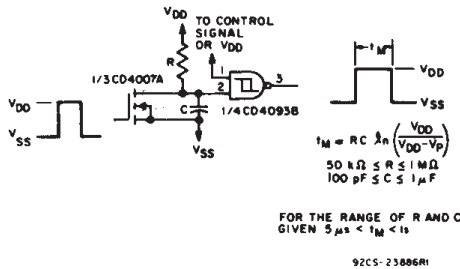 VDD
TO CONTROL
SIGNAL
OR VDD
R
1/3CD4007A
1
2
3
C
1/4CD4093B
VSS
VDD
VSS
tM
VDD
VSS
tM = RC ln (VDD / VDD-VP)
50 kΩ ≤ R ≤ 1 MΩ
100 pF ≤ C ≤ 1 µF
FOR THE RANGE OF R AND C
GIVEN 5 µs < tM < 1s
92CS-23886R1